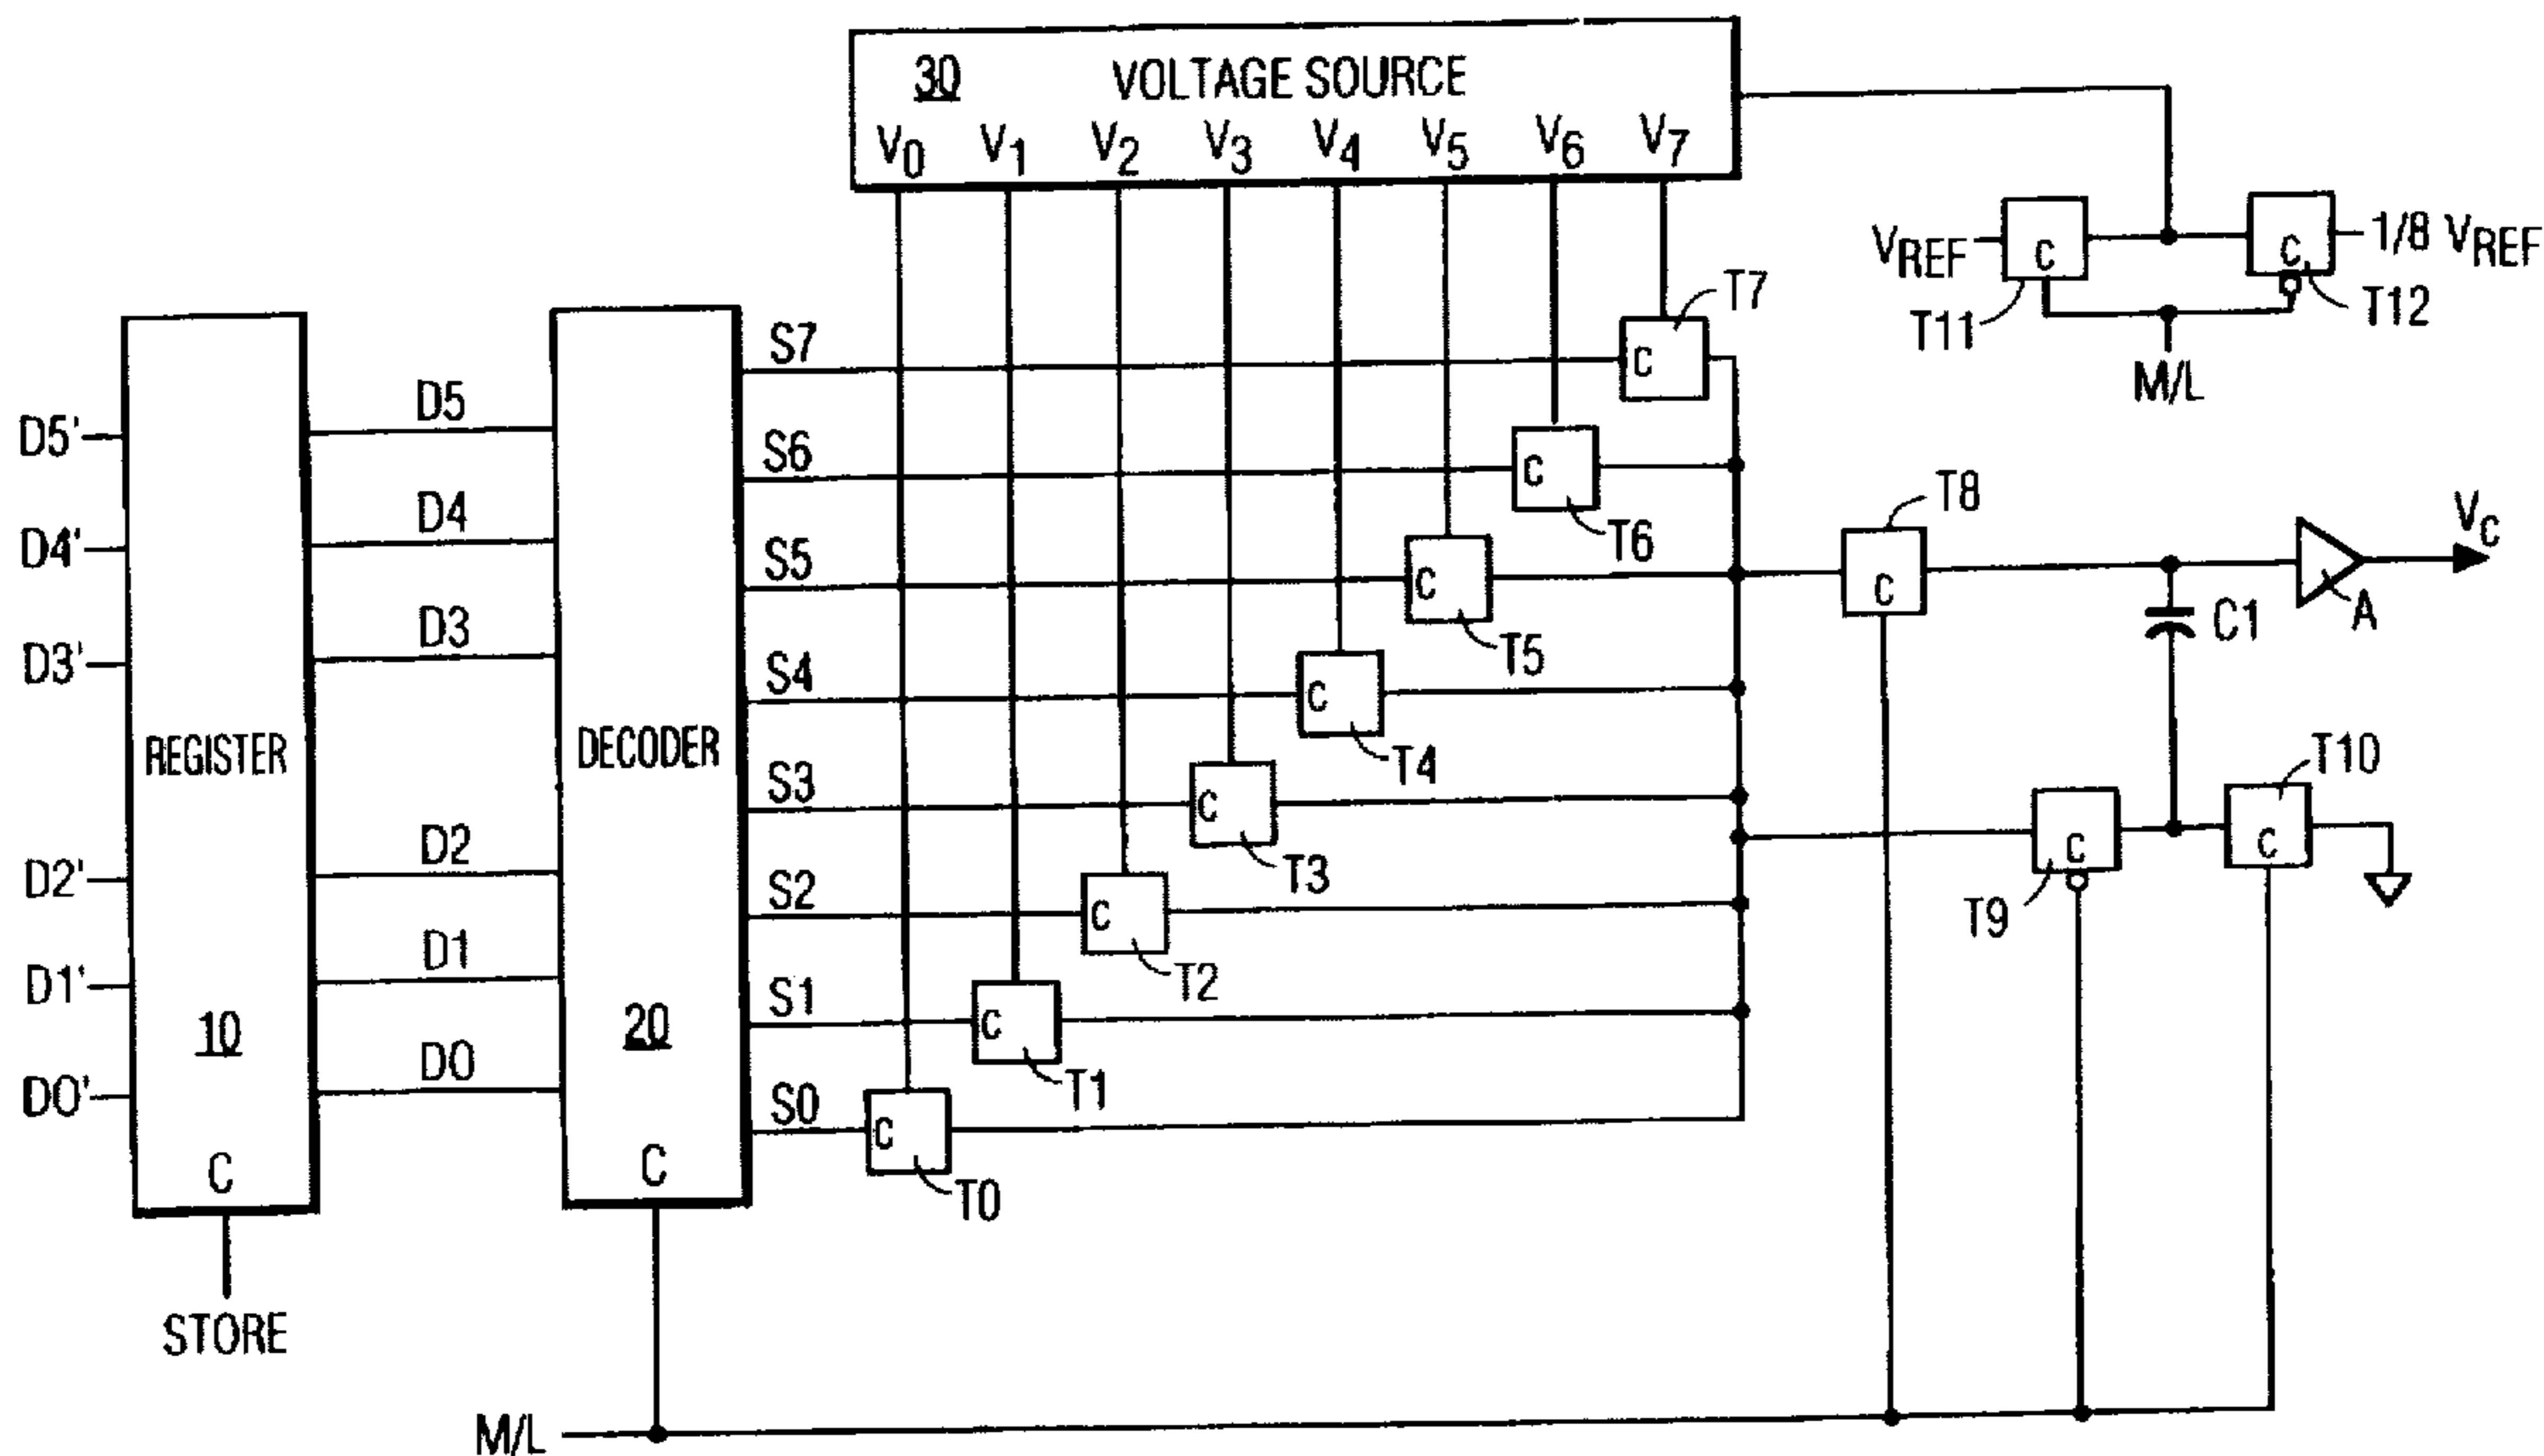 30 VOLTAGE SOURCE
V0 V1 V2 V3 V4 V5 V6 V7
VREF C C 1/8 VREF
T11 T12
M/L
S7 C T7
D5' D5
S6 C T6
D4' D4
S5 C T5
T8 C
VC
A
C1
D3' D3
S4 C T4
REGISTER
DECODER
S3 C T3
T9 C
T10 C
D2' D2
S2 C T2
D1' D1
S1 C T1
10
20
D0' D0
S0 C T0
C
C
STORE
M/L